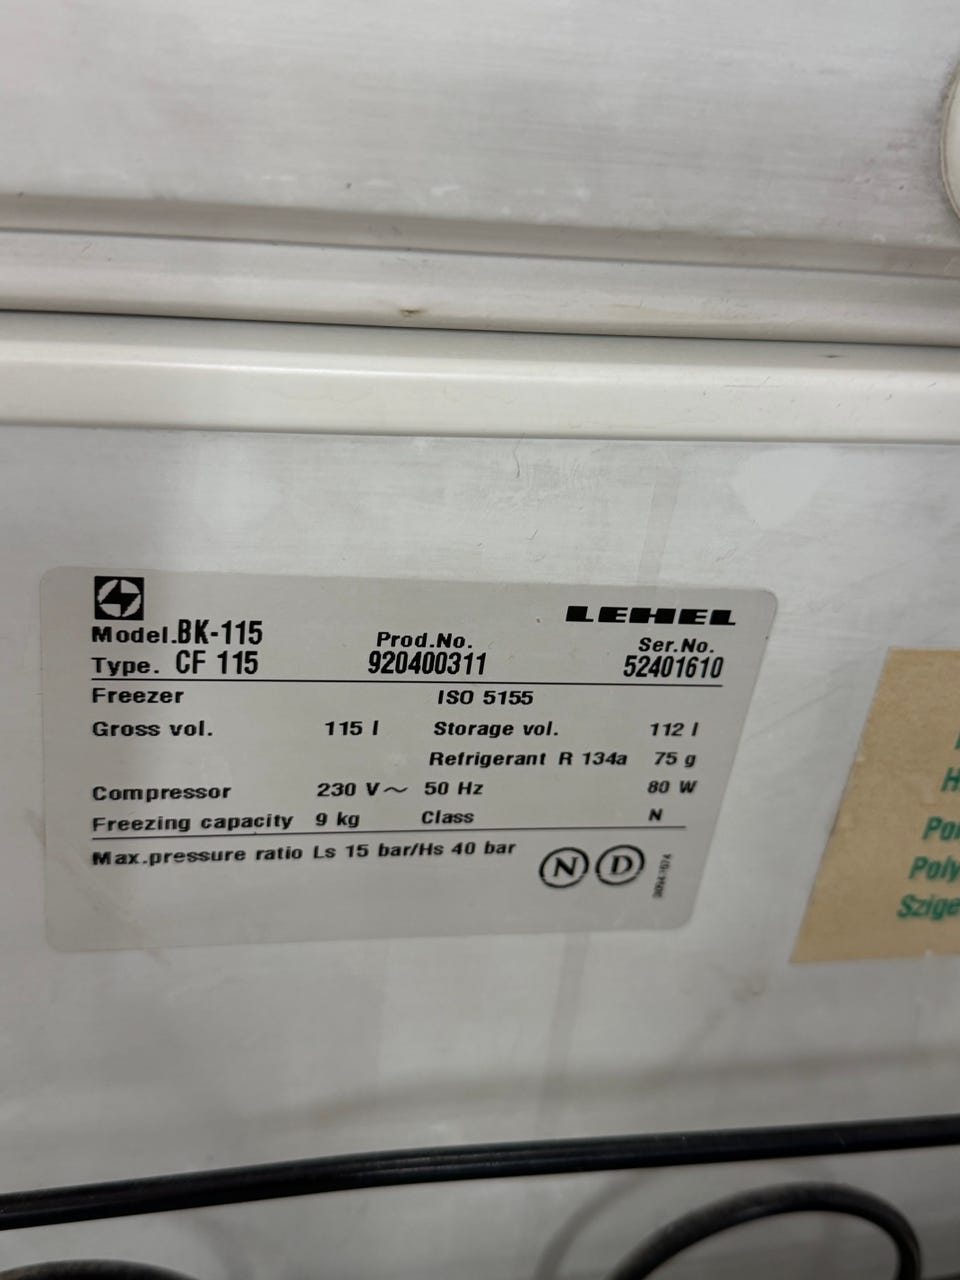 LEHEL
Model.BK-115 Prod.No. Ser.No.
Type. CF 115 920400311 52401610
Freezer ISO 5155
Gross vol. 115 l Storage vol. 112 l
Refrigerant R 134a 75 g
Compressor 230 V~ 50 Hz 80 W
Freezing capacity 9 kg Class N
Max.pressure ratio Ls 15 bar/Hs 40 bar
N D
Poly
Szige